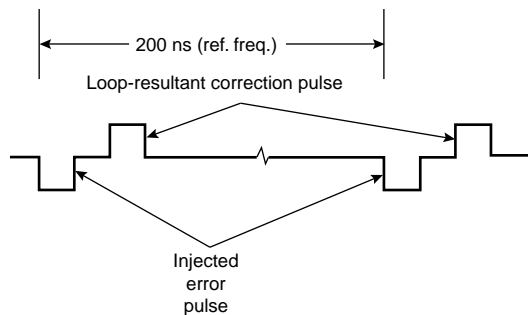 200 ns (ref. freq.)
Loop-resultant correction pulse
Injected
error
pulse